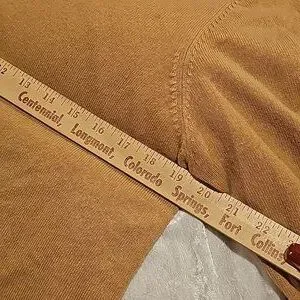 12 13 14 15 16 17 18 19 20 21 22
Centennial, Longmont, Colorado Springs, Fort Collins